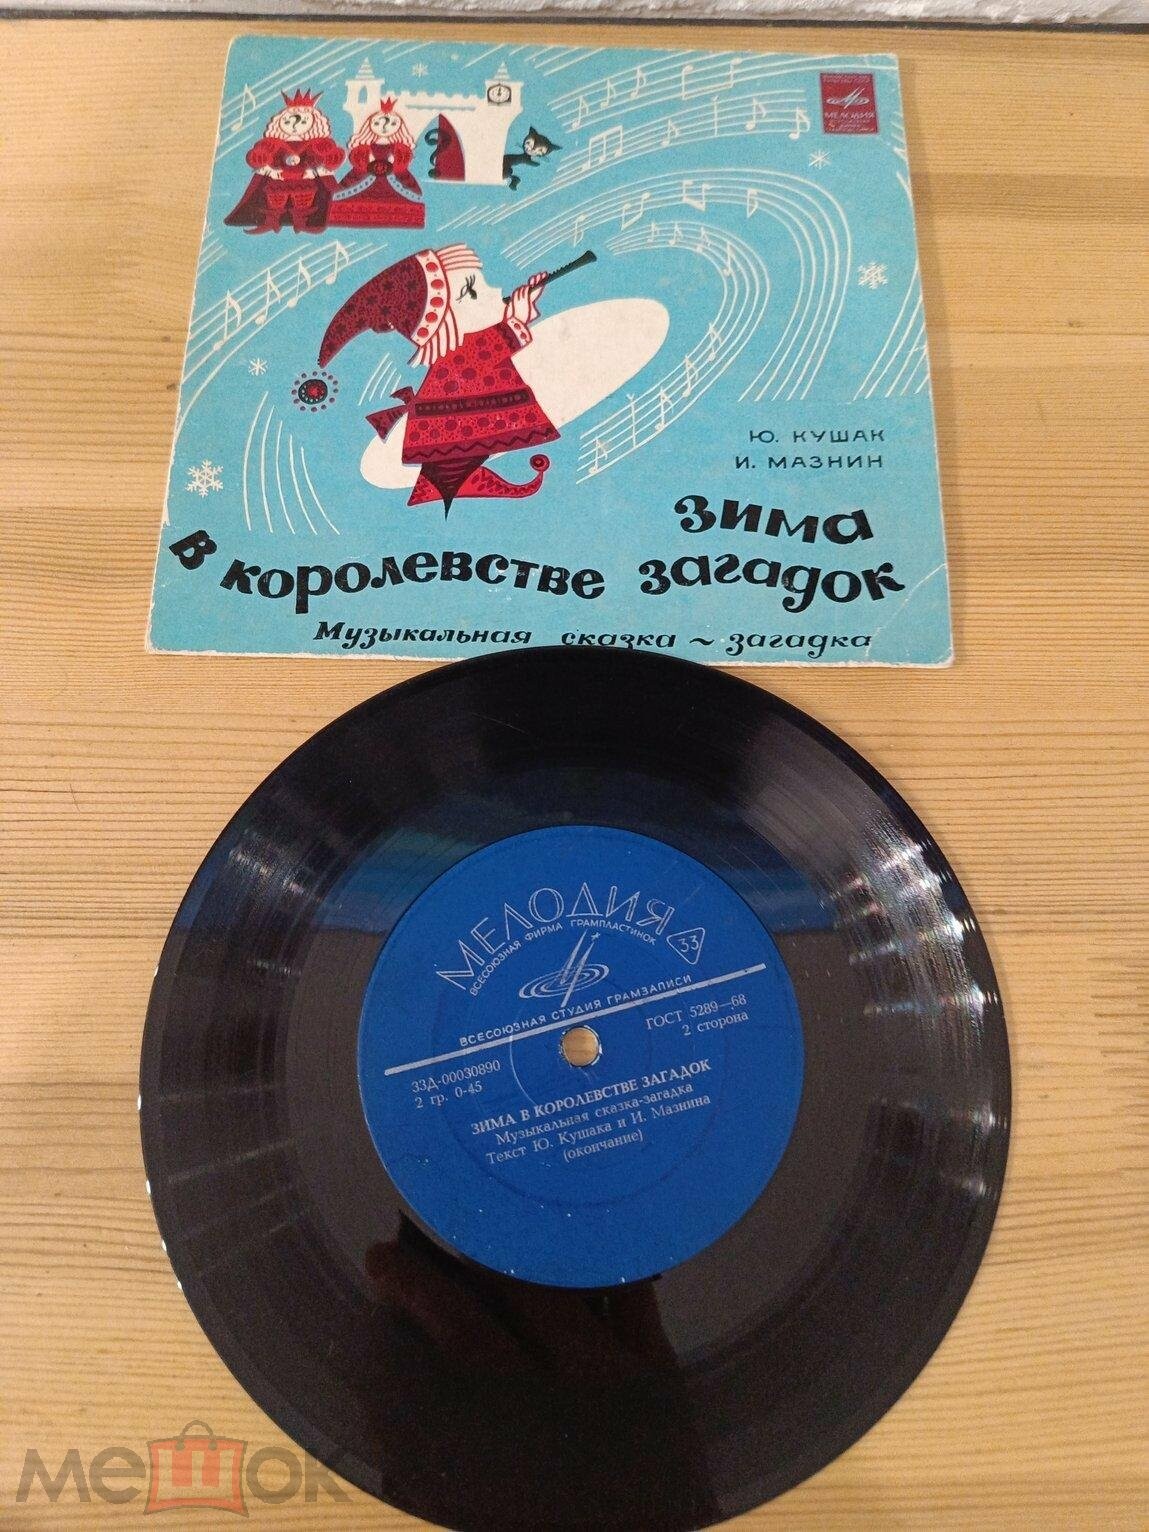 МЕЛОДИЯ
Ю. КУШАК
И. МАЗНИН
Зима
в королевстве загадок
Музыкальная сказка ~ загадка
МЕЛОДИЯ
ВСЕСОЮЗНАЯ ФИРМА ГРАМПЛАСТИНОК
33
ВСЕСОЮЗНАЯ СТУДИЯ ГРАМЗАПИСИ
33Д-00030890
ГОСТ 5289—68
2 гр. 0-45
2 сторона
ЗИМА В КОРОЛЕВСТВЕ ЗАГАДОК
Музыкальная сказка-загадка
Текст Ю. Кушака и И. Мазнина
(окончание)
мешок